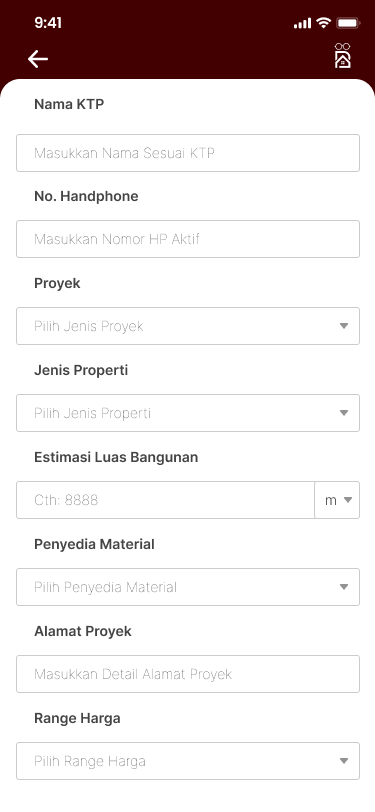 9:41
Nama KTP
Masukkan Nama Sesuai KTP
No. Handphone
Masukkan Nomor HP Aktif
Proyek
Pilih Jenis Proyek
Jenis Properti
Pilih Jenis Properti
Estimasi Luas Bangunan
Cth: 8888
m
Penyedia Material
Pilih Penyedia Material
Alamat Proyek
Masukkan Detail Alamat Proyek
Range Harga
Pilih Range Harga